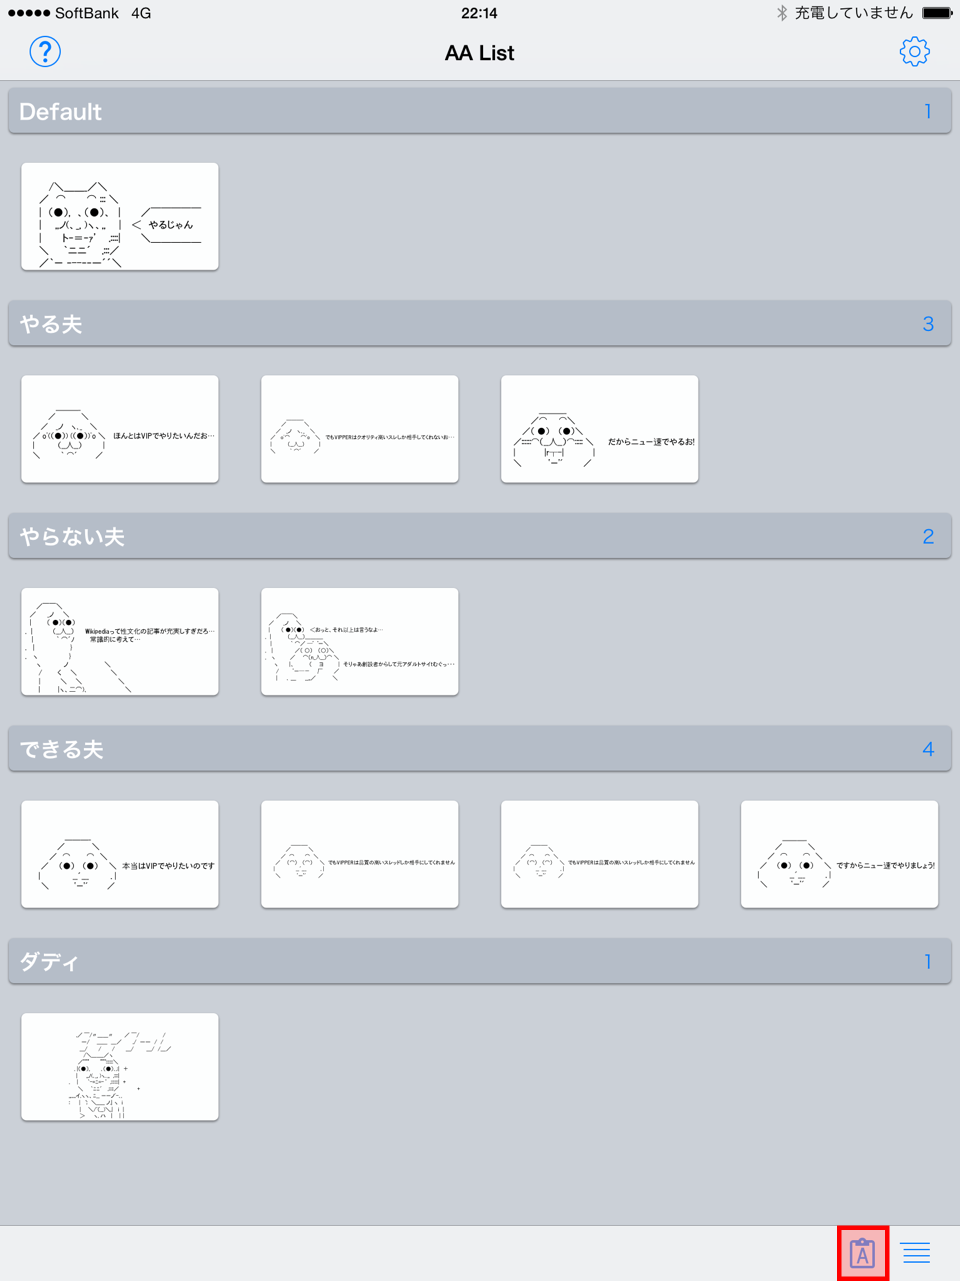 SoftBank 4G 22:14 充電していません
? AA List
Default 1
やるじゃん
やる夫 3
ほんとはVIPでやりたいんだお…
でもVIPPERはクオリティ高いスレしか相手してくれないお…
だからニュー速でやるお!
やらない夫 2
Wikipediaって性文化の記事が充実しすぎだろ…
常識的に考えて…
<おっと、それ以上は言うなよ…
そりゃあ創設者からして元アダルトサイtむぐっ…
できる夫 4
本当はVIPでやりたいのです
でもVIPPERは品質の高いスレッドしか相手にしてくれません
でもVIPPERは品質の高いスレッドしか相手にしてくれません
ですからニュー速でやりましょう!
ダディ 1
A